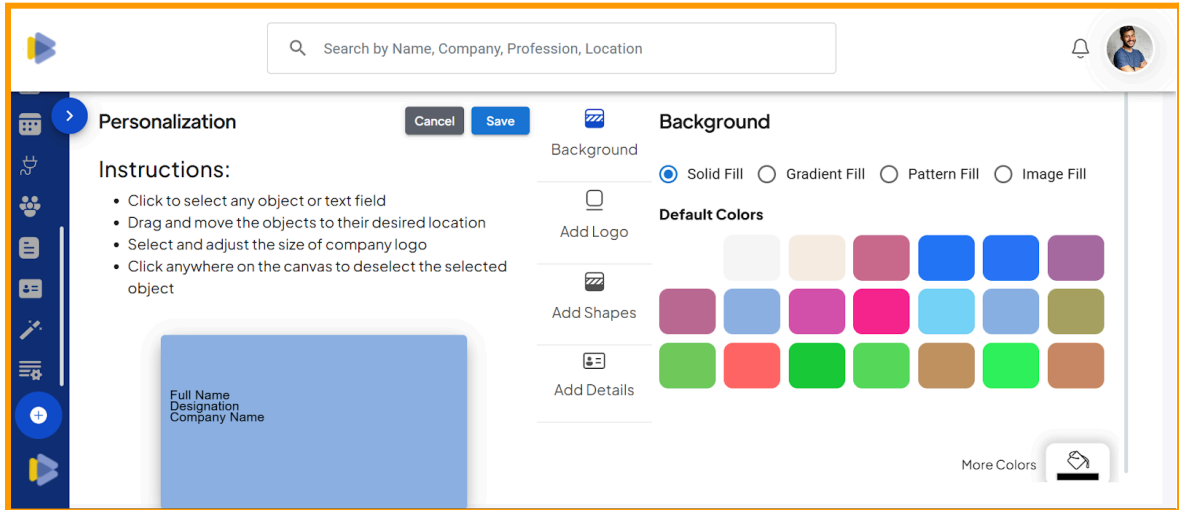 Search by Name, Company, Profession, Location
Personalization
Cancel
Save
Instructions:
• Click to select any object or text field
• Drag and move the objects to their desired location
• Select and adjust the size of company logo
• Click anywhere on the canvas to deselect the selected
object
Full Name
Designation
Company Name
Background
Add Logo
Add Shapes
Add Details
Background
Solid Fill
Gradient Fill
Pattern Fill
Image Fill
Default Colors
More Colors